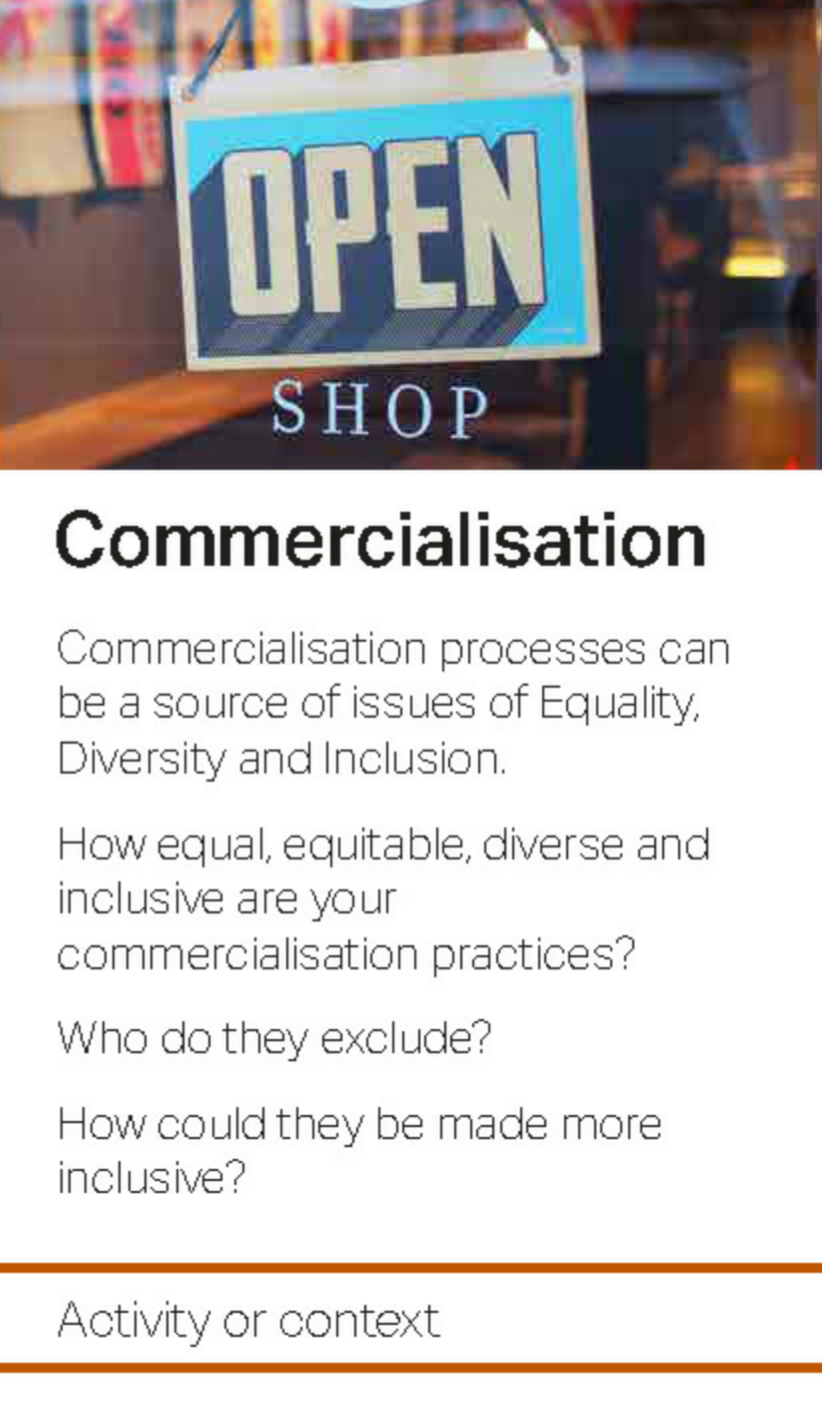 OPEN
SHOP
Commercialisation
Commercialisation processes can
be a source of issues of Equality,
Diversity and Inclusion.
How equal, equitable, diverse and
inclusive are your
commercialisation practices?
Who do they exclude?
How could they be made more
inclusive?
Activity or context